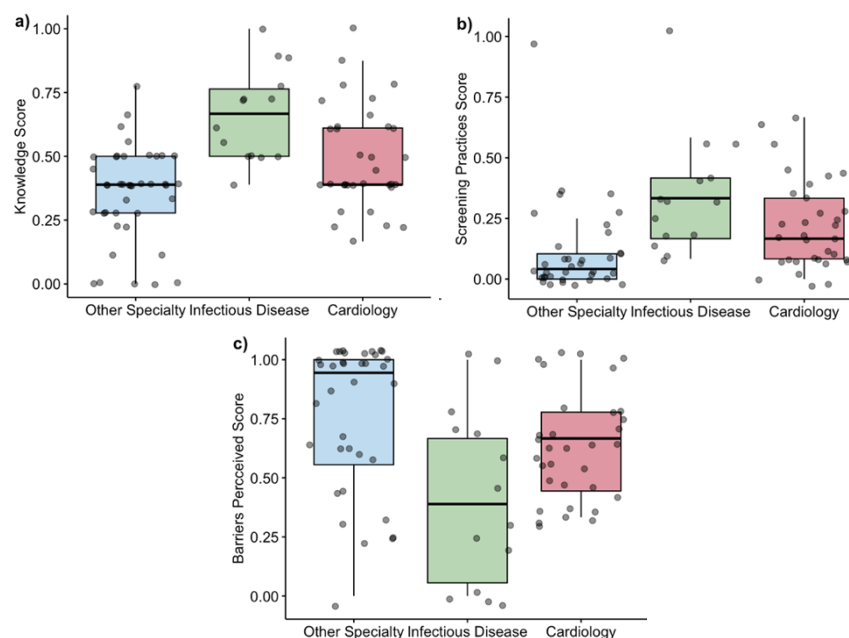 a)
Knowledge Score
1.00
0.75
0.50
0.25
0.00
Other Specialty Infectious Disease Cardiology
b)
Screening Practices Score
1.00
0.75
0.50
0.25
0.00
Other Specialty Infectious Disease Cardiology
c)
Barriers Percceived Score
1.00
0.75
0.50
0.25
0.00
Other Specialty Infectious Disease Cardiology